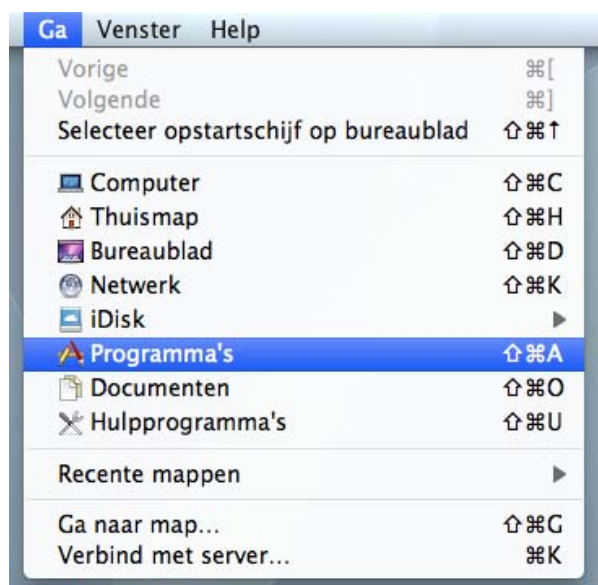 Ga Venster Help
Vorige ⌘[
Volgende ⌘]
Selecteer opstartschijf op bureaublad ⇧⌘↑
Computer ⇧⌘C
Thuismap ⇧⌘H
Bureaublad ⇧⌘D
Netwerk ⇧⌘K
iDisk ▶
Programma's ⇧⌘A
Documenten ⇧⌘O
Hulpprogramma's ⇧⌘U
Recente mappen ▶
Ga naar map... ⇧⌘G
Verbind met server... ⌘K